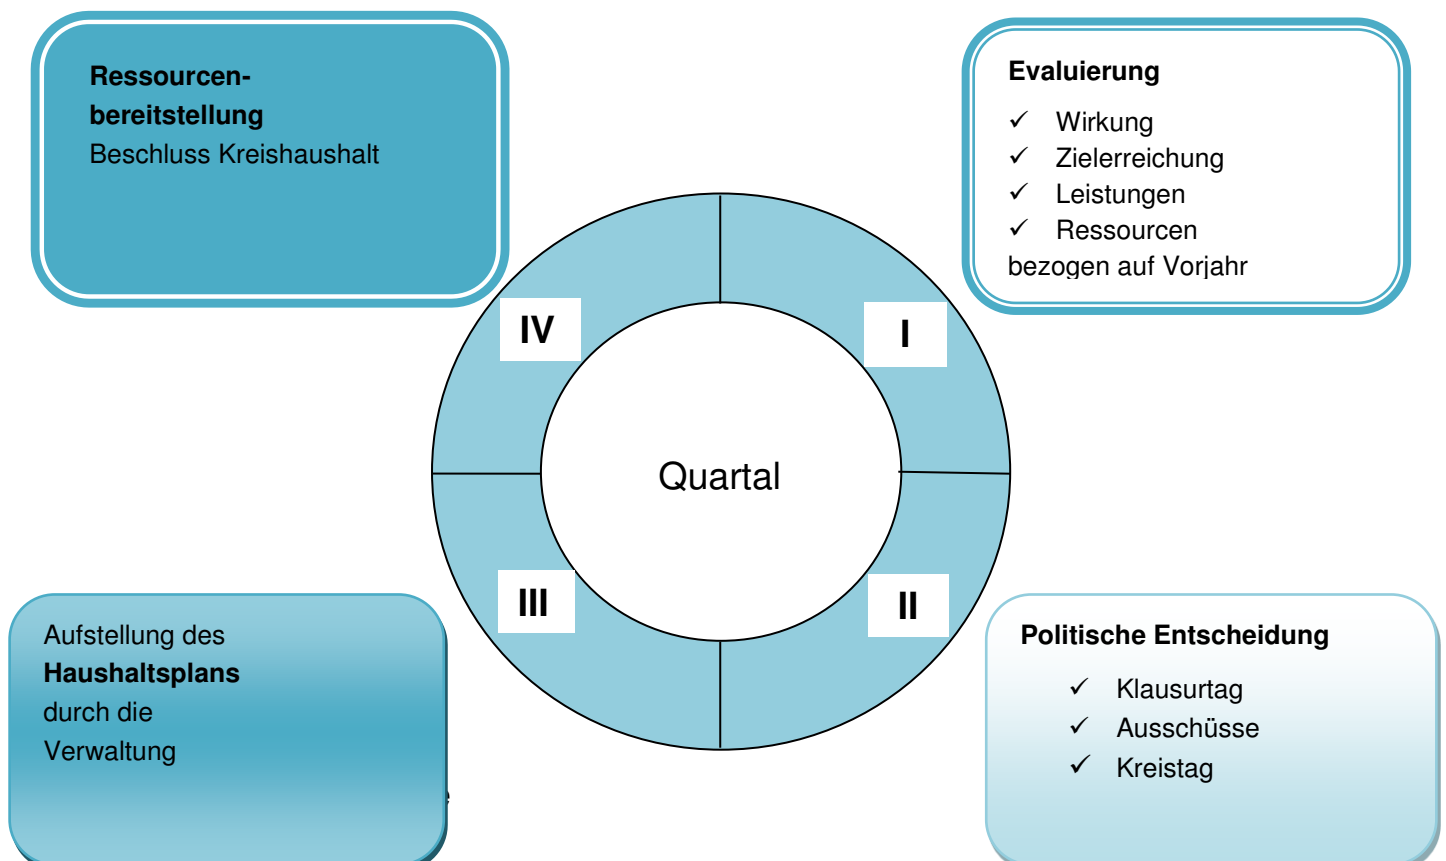 Ressourcen-
bereitstellung
Beschluss Kreishaushalt
Evaluierung
✓ Wirkung
✓ Zielerreichung
✓ Leistungen
✓ Ressourcen
bezogen auf Vorjahr
IV
I
Quartal
III
II
Aufstellung des
Haushaltsplans
durch die
Verwaltung
Politische Entscheidung
✓ Klausurtag
✓ Ausschüsse
✓ Kreistag